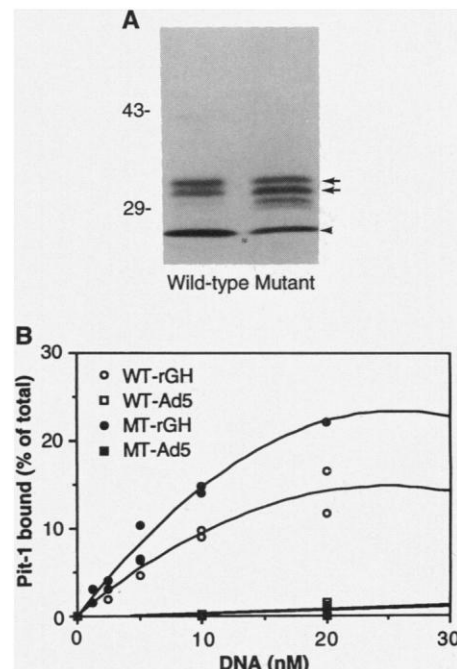 A
43-
29-
Wild-type Mutant
B
30
WT-rGH
WT-Ad5
MT-rGH
MT-Ad5
20
10
0
Pit-1 bound (% of total)
0 10 20 30
DNA (nM)